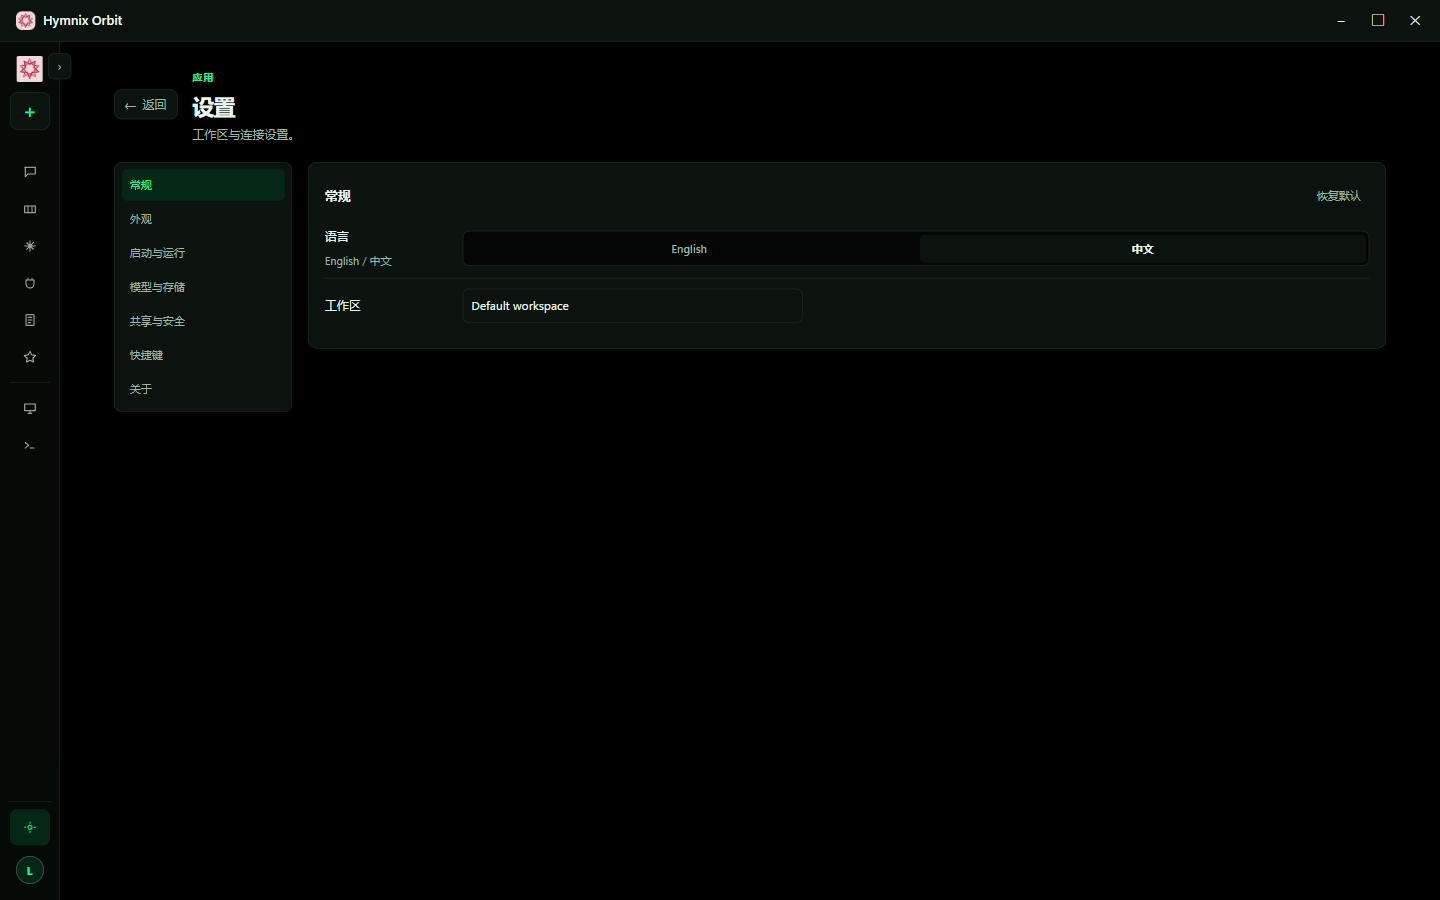 Hymnix Orbit
应用
← 返回
设置
工作区与连接设置。
常规
外观
启动与运行
模型与存储
共享与安全
快捷键
关于
常规
恢复默认
语言
English / 中文
English
中文
工作区
Default workspace
L